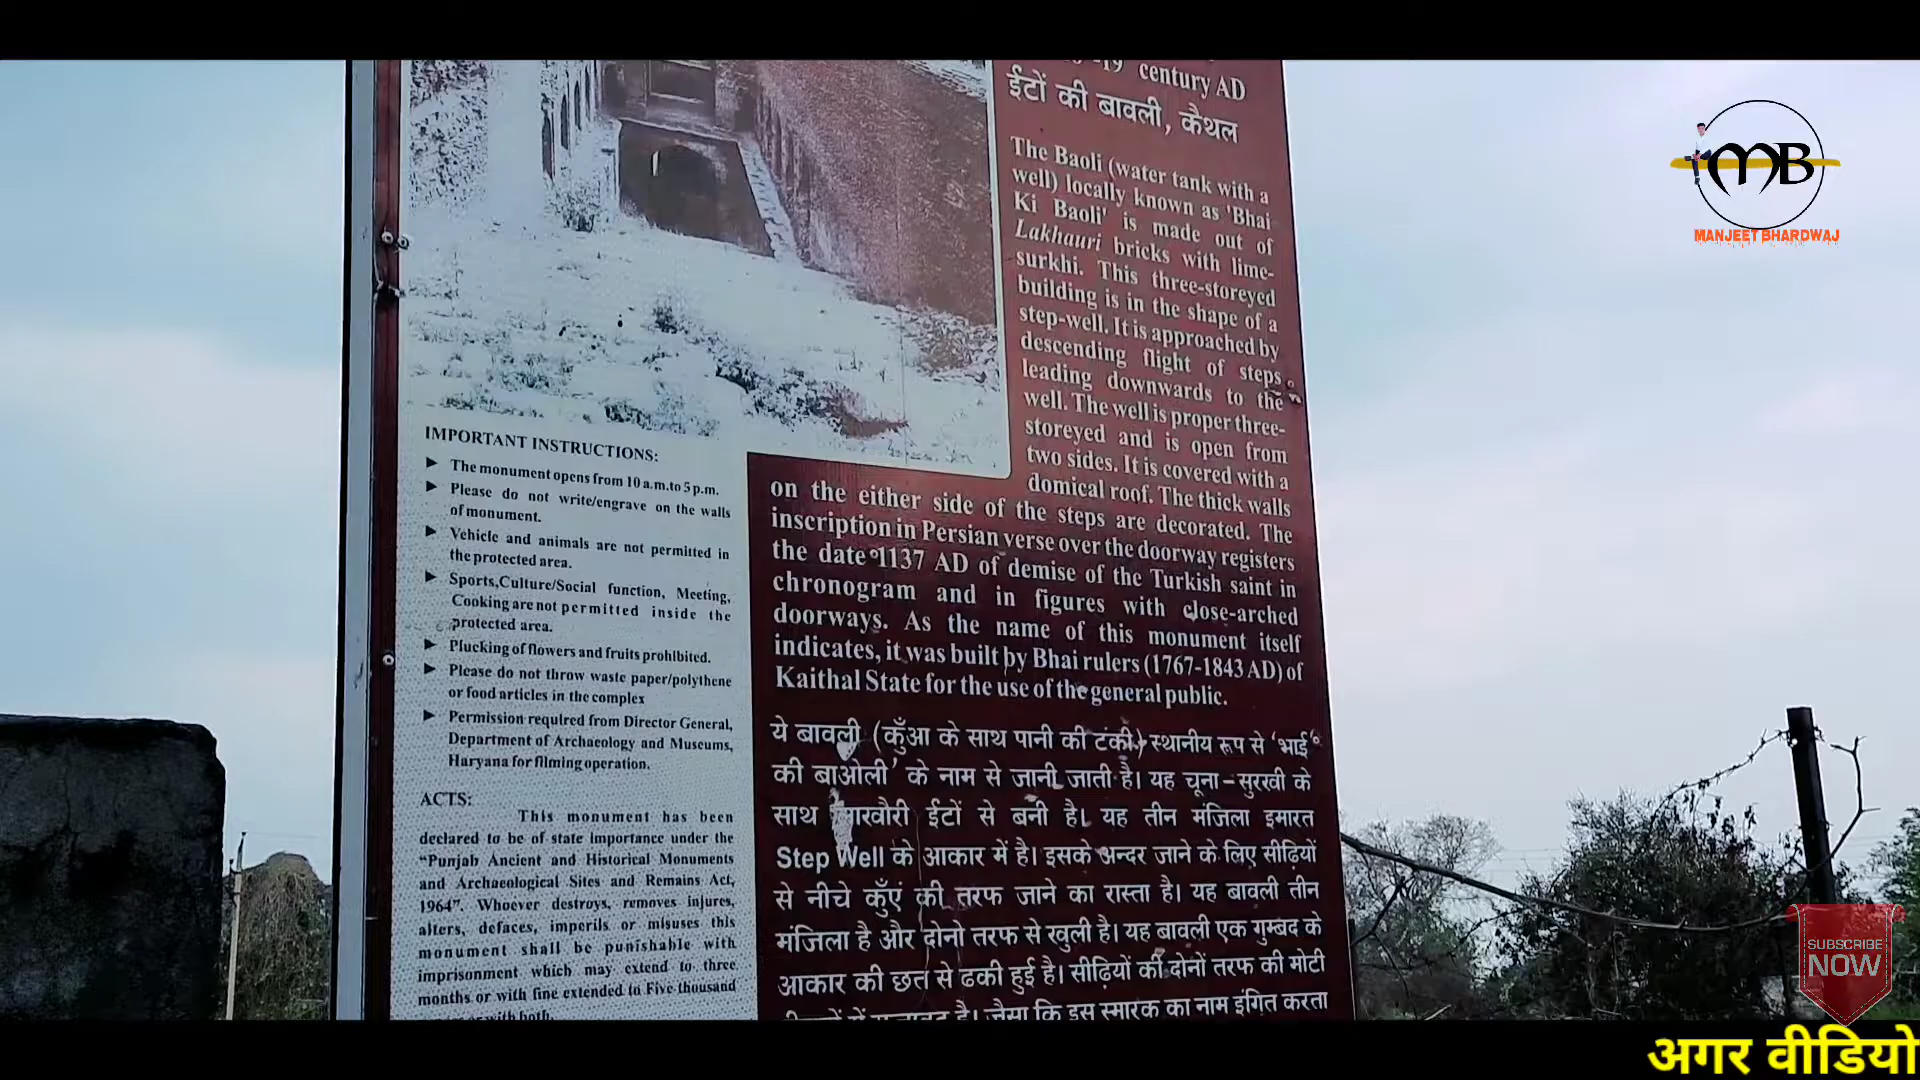 century AD
ईटों की बावली, कैथल
The Baoli (water tank with a
well) locally known as 'Bhai
Ki Baoli' is made out of
Lakhauri bricks with lime-
surkhi. This three-storeyed
building is in the shape of a
step-well. It is approached by
descending flight of steps
leading downwards to the
well. The well is proper three-
storeyed and is open from
two sides. It is covered with a
domical roof. The thick walls
on the either side of the steps are decorated. The
inscription in Persian verse over the doorway registers
the date 1137 AD of demise of the Turkish saint in
chronogram and in figures with close-arched
doorways. As the name of this monument itself
indicates, it was built by Bhai rulers (1767-1843 AD) of
Kaithal State for the use of the general public.
ये बावली (कुँआ के साथ पानी की टंकी) स्थानीय रूप से 'भाई
की बाओली' के नाम से जानी जाती है। यह चूना-सुरखी के
साथ ईटों से बनी है। यह तीन मंजिला इमारत
Step Well के आकार में है। इसके अन्दर जाने के लिए सीढ़ियों
से नीचे कुँएं की तरफ जाने का रास्ता है। यह बावली तीन
मंजिला है और दोनो तरफ से खुली है। यह बावली एक गुम्बद के
आकार की छत से ढकी हुई है। सीढ़ियों की दोनों तरफ की मोटी
है। जैसा कि इस स्मारक का नाम इंगित करता
IMPORTANT INSTRUCTIONS:
► The monument opens from 10 a.m.to 5 p.m.
► Please do not write/engrave on the walls
of monument.
► Vehicle and animals are not permitted in
the protected area.
► Sports,Culture/Social function, Meeting,
Cooking are not permitted inside the
protected area.
► Plucking of flowers and fruits prohibited.
► Please do not throw waste paper/polythene
or food articles in the complex
► Permission required from Director General,
Department of Archaeology and Museums,
Haryana for filming operation.
ACTS:
This monument has been
declared to be of state importance under the
"Punjab Ancient and Historical Monuments
and Archaeological Sites and Remains Act,
1964". Whoever destroys, removes injures,
alters, defaces, imperils or misuses this
monument shall be punishable with
imprisonment which may extend to three
months or with fine extended to Five thousand
with both.
MB
MANJEET BHARDWAJ
SUBSCRIBE
NOW
अगर वीडियो